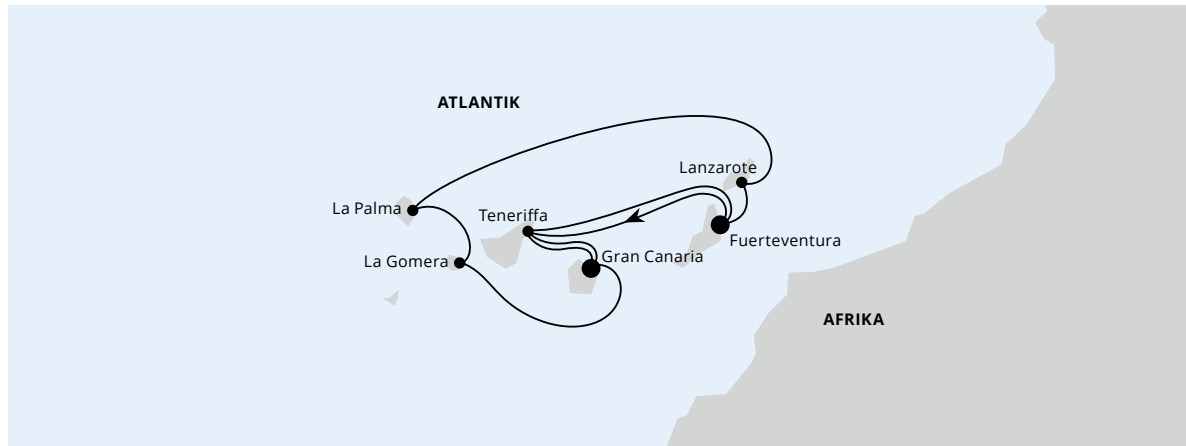 ATLANTIK
Lanzarote
La Palma
Teneriffa
Fuerteventura
Gran Canaria
La Gomera
AFRIKA